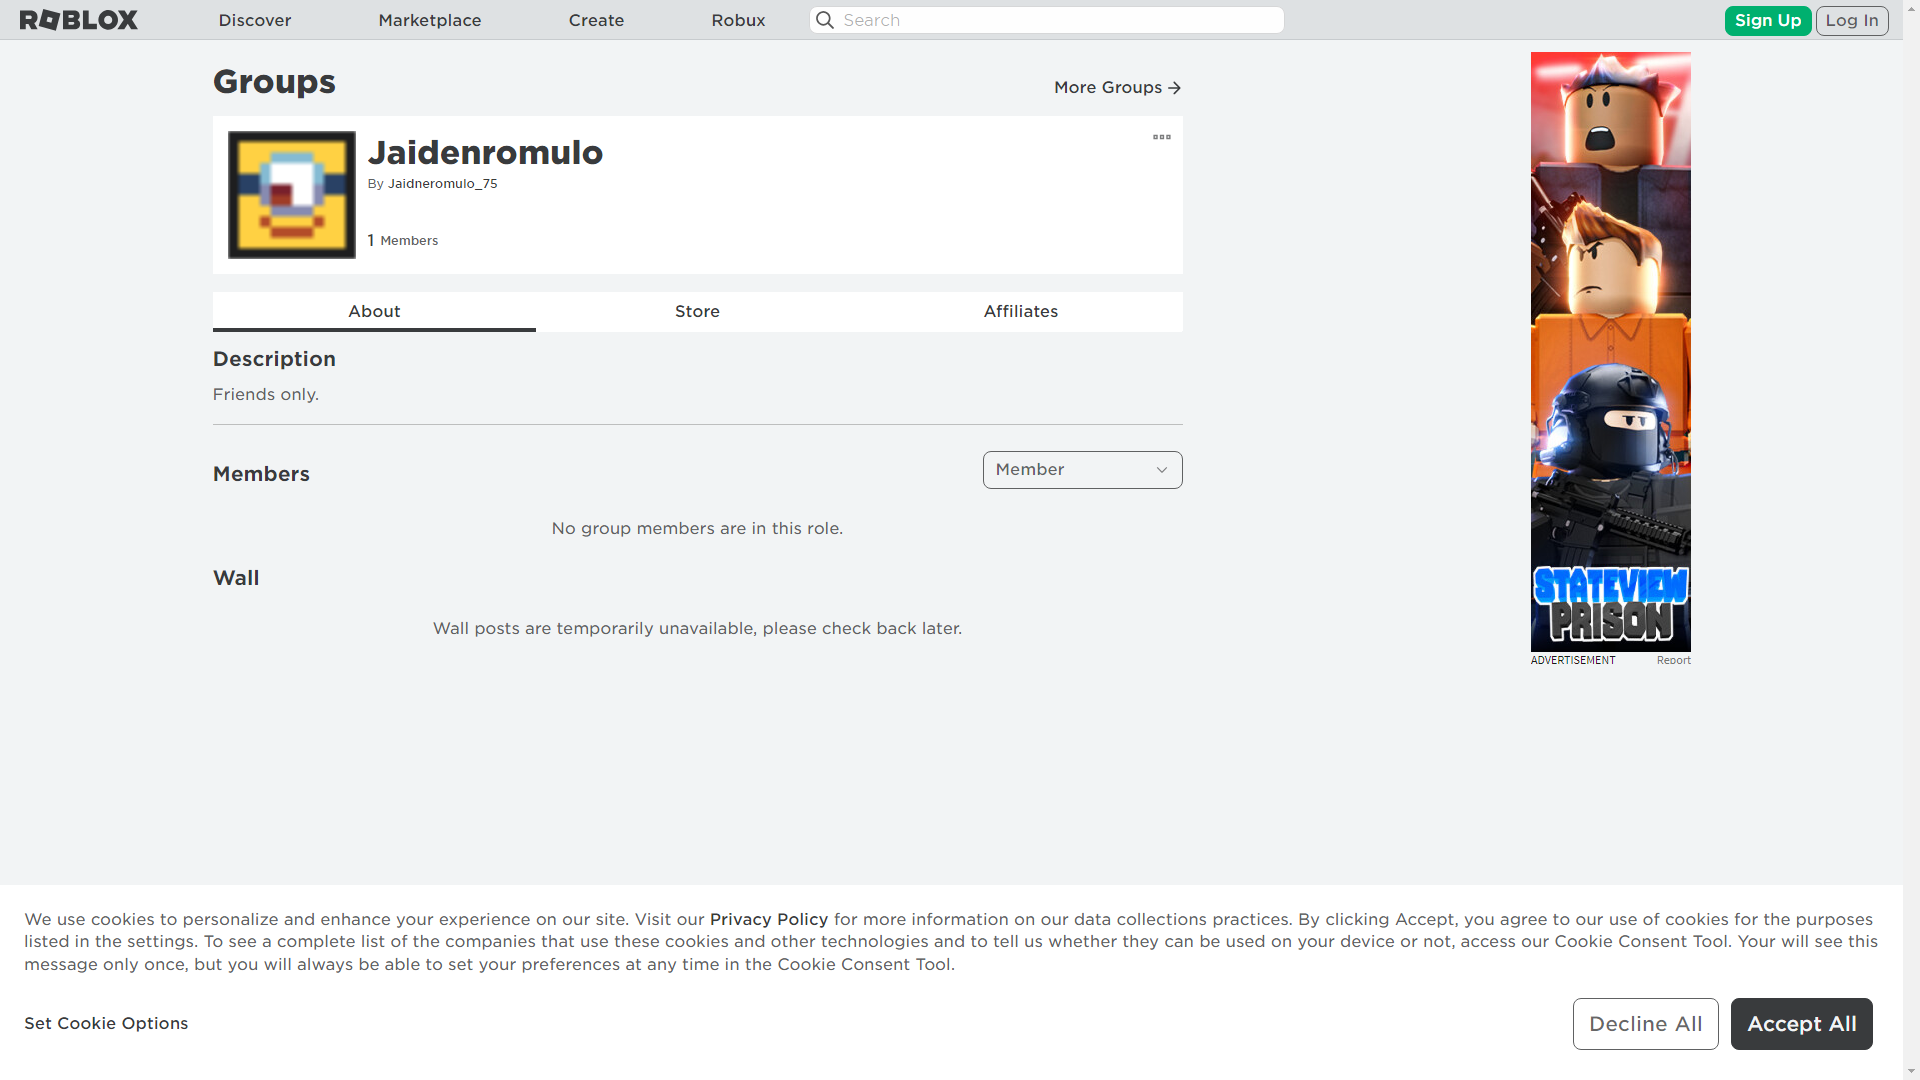 ROBLOX
Discover
Marketplace
Create
Robux
Search
Sign Up
Log In
Groups
More Groups
Jaidenromulo
By Jaidneromulo_75
1 Members
About
Store
Affiliates
Description
Friends only.
Members
Member
No group members are in this role.
Wall
Wall posts are temporarily unavailable, please check back later.
STATEVIEW
PRISON
ADVERTISEMENT
Report
We use cookies to personalize and enhance your experience on our site. Visit our Privacy Policy for more information on our data collections practices. By clicking Accept, you agree to our use of cookies for the purposes
listed in the settings. To see a complete list of the companies that use these cookies and other technologies and to tell us whether they can be used on your device or not, access our Cookie Consent Tool. Your will see this
message only once, but you will always be able to set your preferences at any time in the Cookie Consent Tool.
Set Cookie Options
Decline All
Accept All